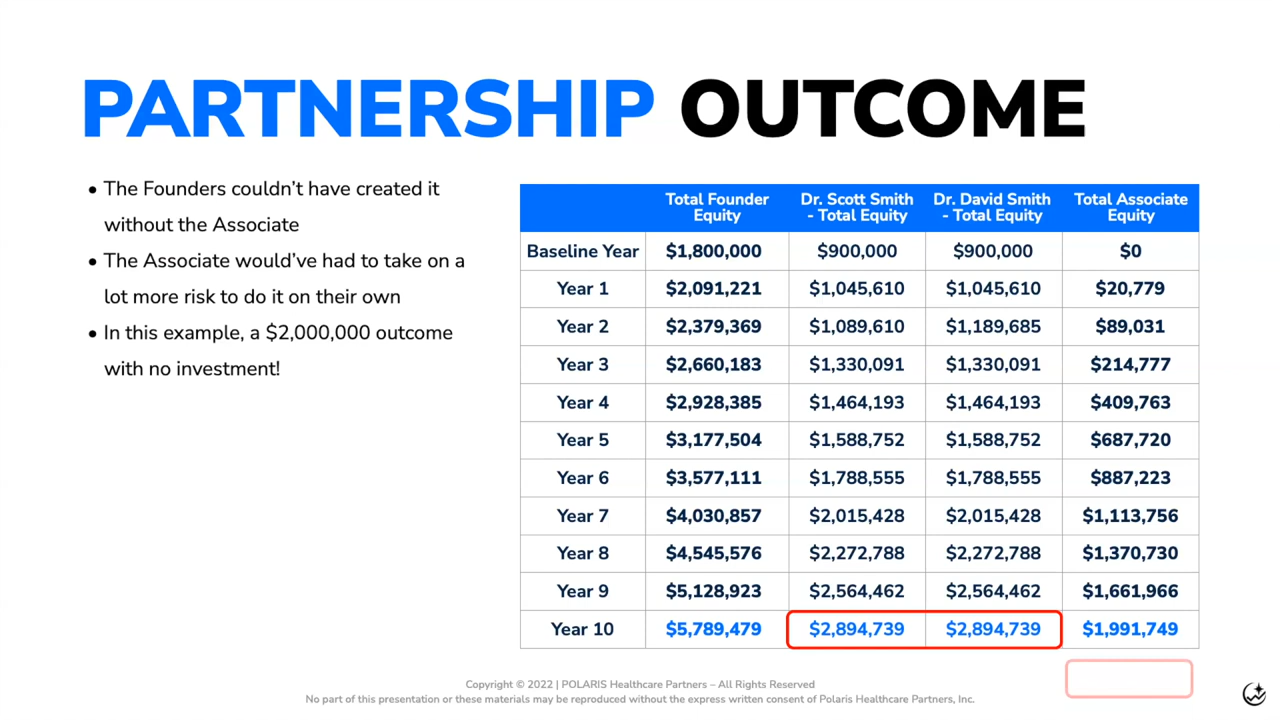 PARTNERSHIP OUTCOME
• The Founders couldn't have created it
without the Associate
• The Associate would've had to take on a
lot more risk to do it on their own
• In this example, a $2,000,000 outcome
with no investment!
Total Founder Equity Dr. Scott Smith - Total Equity Dr. David Smith - Total Equity Total Associate Equity
Baseline Year $1,800,000 $900,000 $900,000 $0
Year 1 $2,091,221 $1,045,610 $1,045,610 $20,779
Year 2 $2,379,369 $1,089,610 $1,189,685 $89,031
Year 3 $2,660,183 $1,330,091 $1,330,091 $214,777
Year 4 $2,928,385 $1,464,193 $1,464,193 $409,763
Year 5 $3,177,504 $1,588,752 $1,588,752 $687,720
Year 6 $3,577,111 $1,788,555 $1,788,555 $887,223
Year 7 $4,030,857 $2,015,428 $2,015,428 $1,113,756
Year 8 $4,545,576 $2,272,788 $2,272,788 $1,370,730
Year 9 $5,128,923 $2,564,462 $2,564,462 $1,661,966
Year 10 $5,789,479 $2,894,739 $2,894,739 $1,991,749
Copyright © 2022 | POLARIS Healthcare Partners – All Rights Reserved
No part of this presentation or these materials may be reproduced without the express written consent of Polaris Healthcare Partners, Inc.